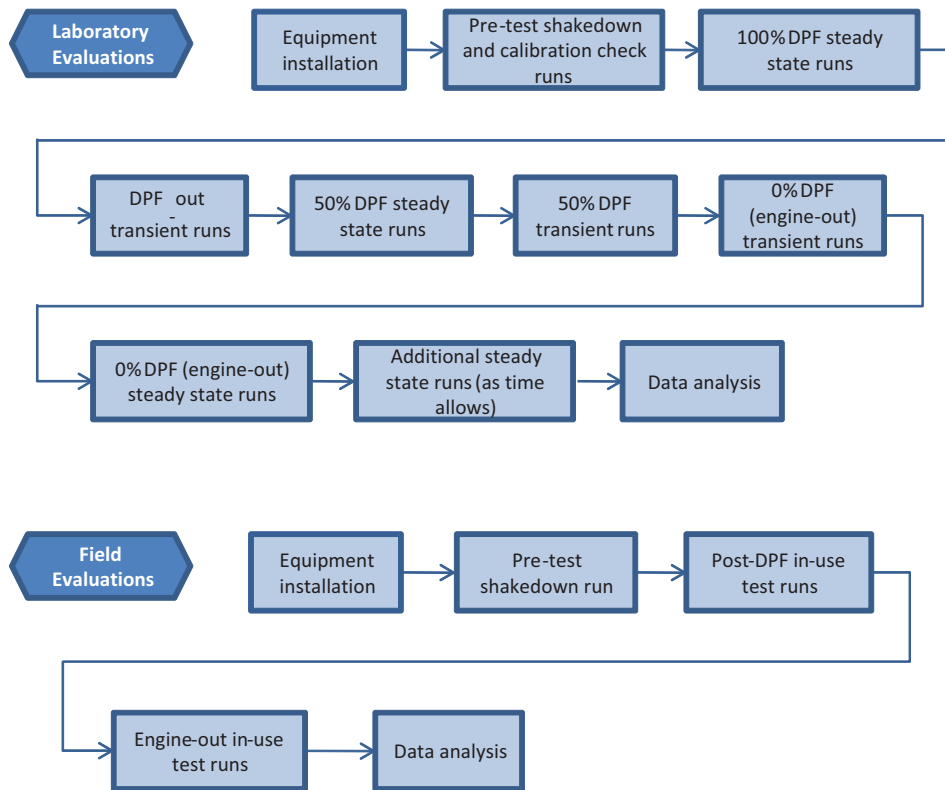 Laboratory
Evaluations
Equipment
installation
Pre-test shakedown
and calibration check
runs
100% DPF steady
state runs
DPF out
-
transient runs
50% DPF steady
state runs
50% DPF
transient runs
0% DPF
(engine-out)
transient runs
0% DPF (engine-out)
steady state runs
Additional steady
state runs (as time
allows)
Data analysis
Field
Evaluations
Equipment
installation
Pre-test
shakedown run
Post-DPF in-use
test runs
Engine-out in-use
test runs
Data analysis